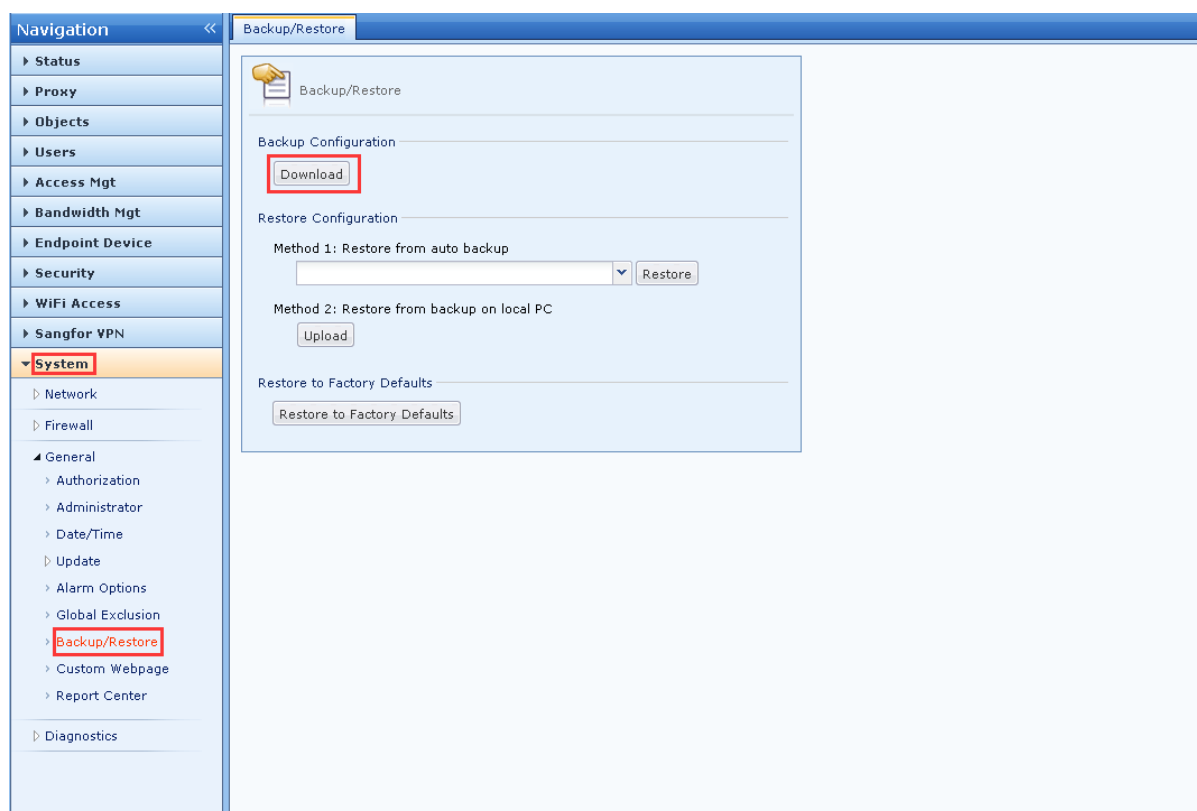 Navigation
Status
Proxy
Objects
Users
Access Mgt
Bandwidth Mgt
Endpoint Device
Security
WiFi Access
Sangfor VPN
System
Network
Firewall
General
Authorization
Administrator
Date/Time
Update
Alarm Options
Global Exclusion
Backup/Restore
Custom Webpage
Report Center
Diagnostics
Backup/Restore
Backup/Restore
Backup Configuration
Download
Restore Configuration
Method 1: Restore from auto backup
Restore
Method 2: Restore from backup on local PC
Upload
Restore to Factory Defaults
Restore to Factory Defaults